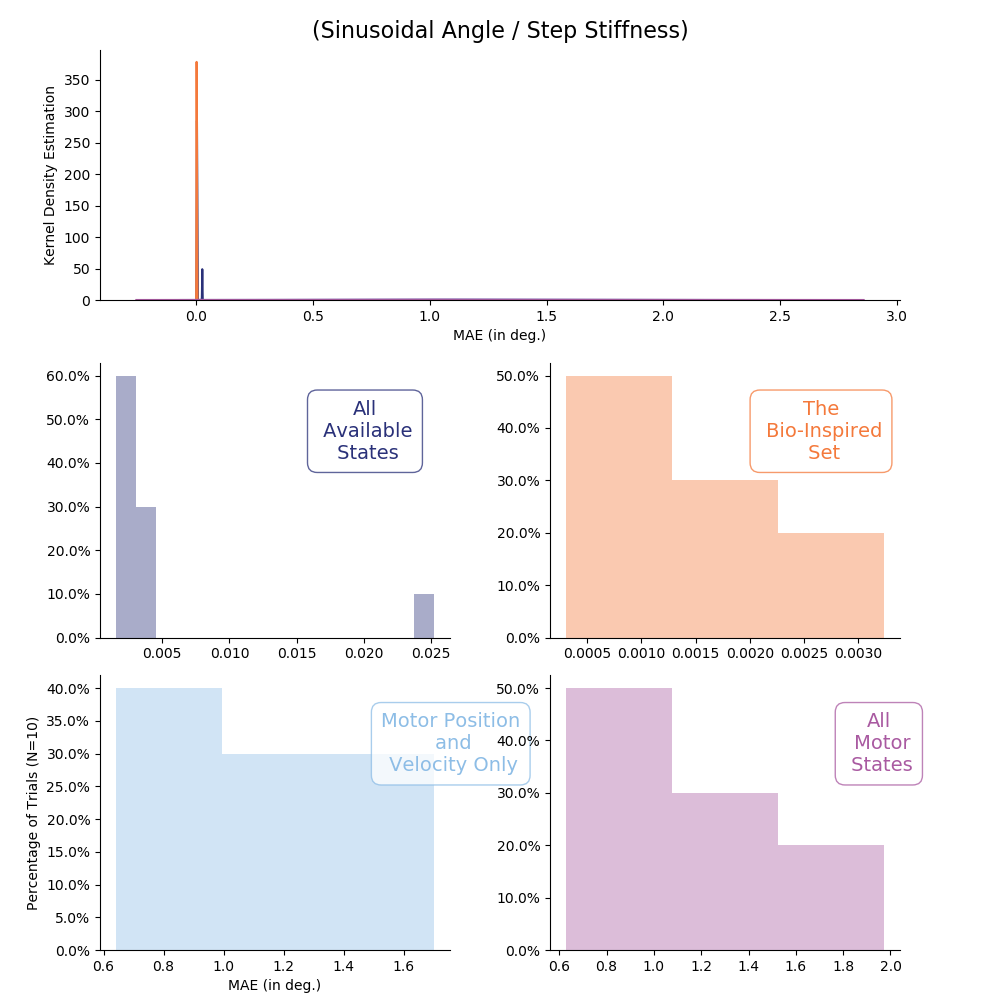 (Sinusoidal Angle / Step Stiffness)
Kernel Density Estimation
350
300
250
200
150
100
50
0
0.0 0.5 1.0 1.5 2.0 2.5 3.0
MAE (in deg.)
60.0%
50.0%
40.0%
30.0%
20.0%
10.0%
0.0%
All
Available
States
0.005 0.010 0.015 0.020 0.025
50.0%
40.0%
30.0%
20.0%
10.0%
0.0%
The
Bio-Inspired
Set
0.0005 0.0010 0.0015 0.0020 0.0025 0.0030
Percentage of Trials (N=10)
40.0%
35.0%
30.0%
25.0%
20.0%
15.0%
10.0%
5.0%
0.0%
Motor Position
and
Velocity Only
0.6 0.8 1.0 1.2 1.4 1.6
MAE (in deg.)
50.0%
40.0%
30.0%
20.0%
10.0%
0.0%
All
Motor
States
0.6 0.8 1.0 1.2 1.4 1.6 1.8 2.0